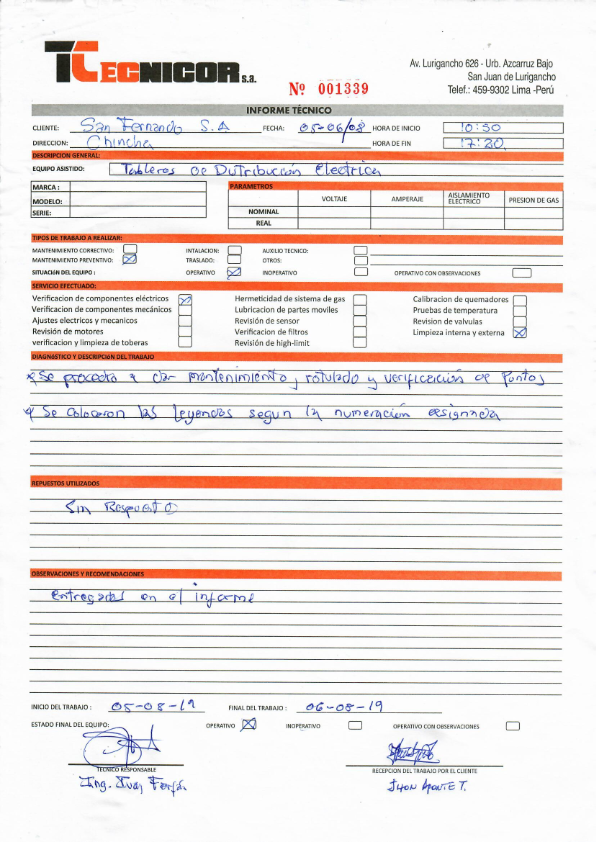 TECNICOR S.A.
Av. Lurigancho 626 - Urb. Azcarruz Bajo
San Juan de Lurigancho
Telef.: 459-9302 Lima -Perú
Nº 001339
INFORME TÉCNICO
CLIENTE: San Fernando S.A FECHA: 05-06/08 HORA DE INICIO 10:50
DIRECCION: Chincha HORA DE FIN 17:20
DESCRIPCION GENERAL:
EQUIPO ASISTIDO: Tableros de Distribución Electrica
MARCA : PARAMETROS
MODELO: VOLTAJE AMPERAJE AISLAMIENTO ELECTRICO PRESION DE GAS
SERIE: NOMINAL
REAL
TIPOS DE TRABAJO A REALIZAR:
MANTENIMIENTO CORRECTIVO: INTALACION: AUXILIO TECNICO:
MANTENIMIENTO PREVENTIVO: TRASLADO: OTROS:
SITUACIÓN DEL EQUIPO : OPERATIVO INOPERATIVO OPERATIVO CON OBSERVACIONES
SERVICIO EFECTUADO:
Verificacion de componentes eléctricos Hermeticidad de sistema de gas Calibracion de quemadores
Verificacion de componentes mecánicos Lubricacion de partes moviles Pruebas de temperatura
Ajustes electricos y mecanicos Revisión de sensor Revision de valvulas
Revisión de motores Verificacion de filtros Limpieza interna y externa
verificacion y limpieza de toberas Revisión de high-limit
DIAGNOSTICO Y DESCRIPCION DEL TRABAJO
* Se procedio a dar mantenimiento, rotulado y verificación de Puntos
* Se colocaron las leyendas segun la numeración asignada
REPUESTOS UTILIZADOS
Sin Respuesto
OBSERVACIONES Y RECOMENDACIONES
Entregadas en el informe
INICIO DEL TRABAJO : 05-08-19 FINAL DEL TRABAJO : 06-08-19
ESTADO FINAL DEL EQUIPO: OPERATIVO INOPERATIVO OPERATIVO CON OBSERVACIONES
TECNICO RESPONSABLE RECEPCION DEL TRABAJO POR EL CLIENTE
Ing. Juan JHON APONTE T.